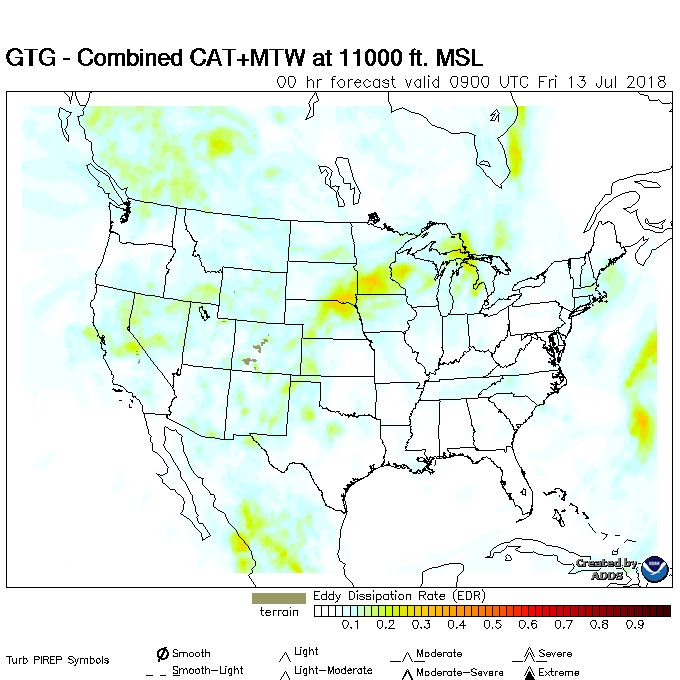 GTG - Combined CAT+MTW at 11000 ft. MSL
00 hr forecast valid 0900 UTC Fri 13 Jul 2018
Created by
ADDS
Eddy Dissipation Rate (EDR)
terrain
0.1 0.2 0.3 0.4 0.5 0.6 0.7 0.8 0.9
Turb PIREP Symbols
Smooth Light Moderate Severe
Smooth-Light Light-Moderate Moderate-Severe Extreme